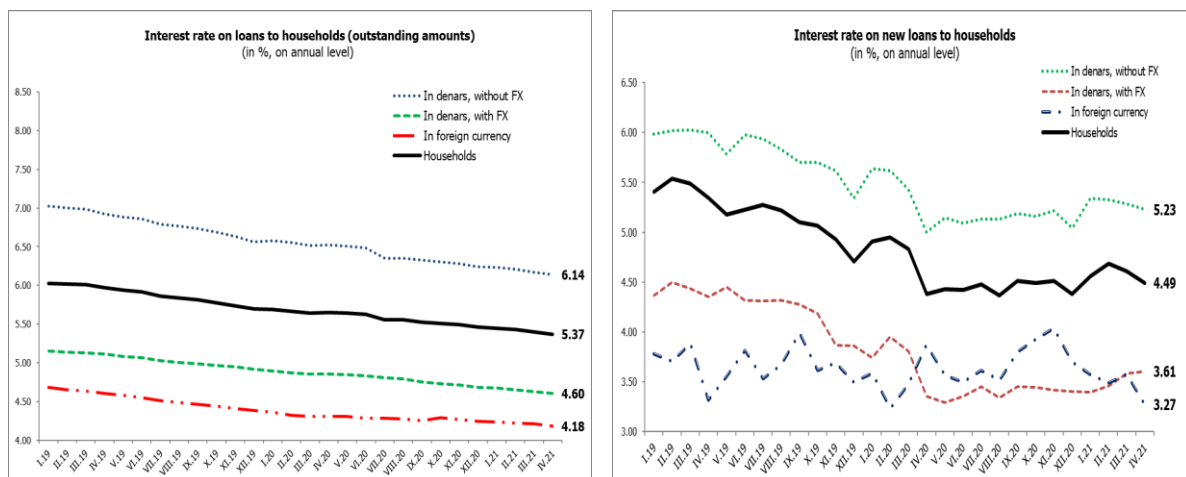 Interest rate on loans to households (outstanding amounts)
(in %, on annual level)
8.50
8.00
7.50
7.00
6.50
6.00
5.50
5.00
4.50
4.00
In denars, without FX
In denars, with FX
In foreign currency
Households
6.14
5.37
4.60
4.18
I.19
II.19
III.19
IV.19
V.19
VI.19
VII.19
VIII.19
IX.19
X.19
XI.19
XII.19
I.20
II.20
III.20
IV.20
V.20
VI.20
VII.20
VIII.20
IX.20
X.20
XI.20
XII.20
I.21
II.21
III.21
IV.21
Interest rate on new loans to households
(in %, on annual level)
6.50
6.00
5.50
5.00
4.50
4.00
3.50
3.00
In denars, without FX
In denars, with FX
In foreign currency
Households
5.23
4.49
3.61
3.27
I.19
II.19
III.19
IV.19
V.19
VI.19
VII.19
VIII.19
IX.19
X.19
XI.19
XII.19
I.20
II.20
III.20
IV.20
V.20
VI.20
VII.20
VIII.20
IX.20
X.20
XI.20
XII.20
I.21
II.21
III.21
IV.21